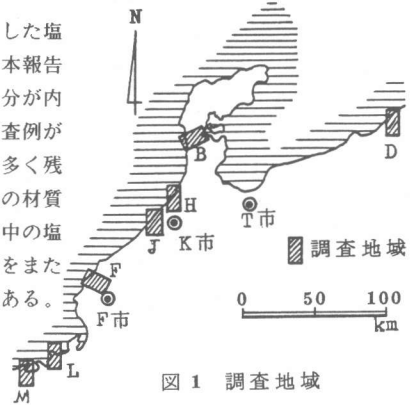 した塩
本報告
分が内
査例が
多く残
の材質
中の塩
をまた
ある。
N
B
D
H
J
K市
T市
調査地域
F
F市
L
M
0 50 100
km
図1 調査地域